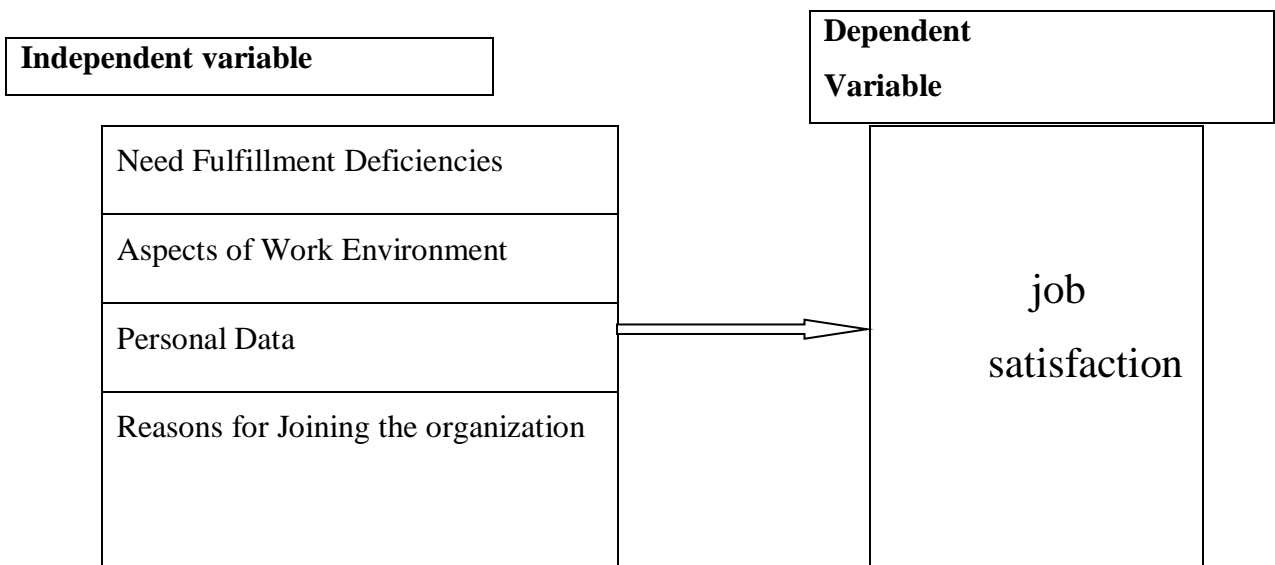 Independent variable
Dependent
Variable
Need Fulfillment Deficiencies
Aspects of Work Environment
Personal Data
Reasons for Joining the organization
job
satisfaction